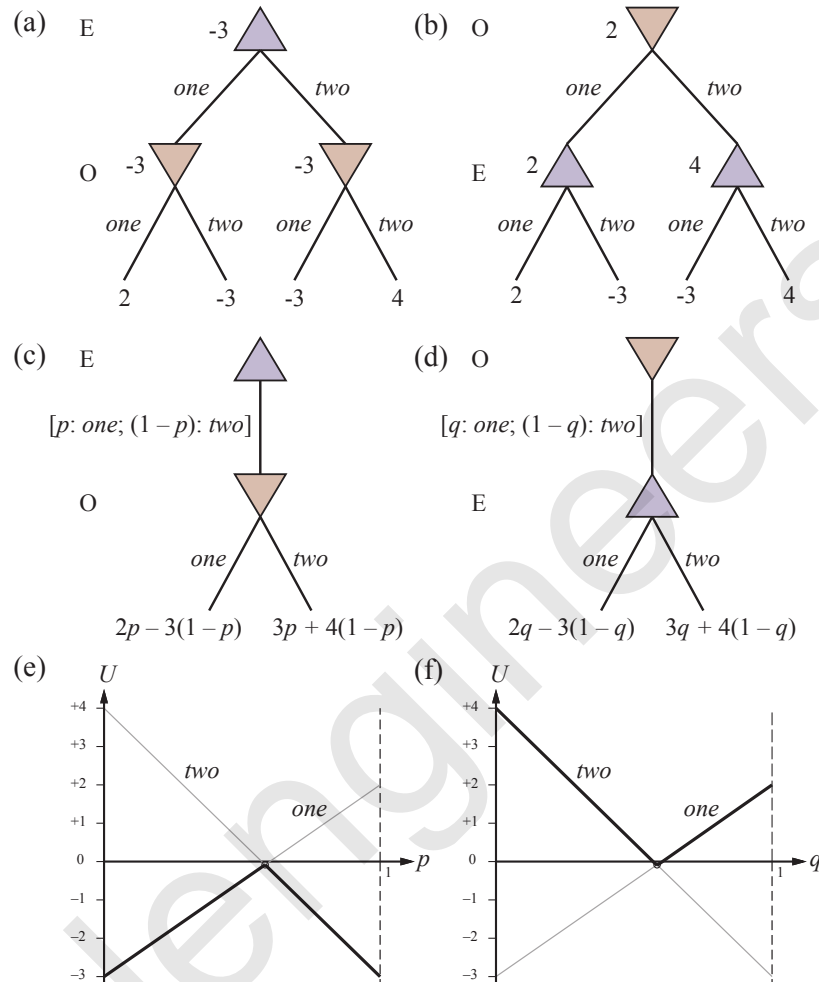 (a) E -3 (b) O 2
one two one two
O -3 -3 E 2 4
one two one two one two one two
2 -3 -3 4 2 -3 -3 4
(c) E (d) O
[p: one; (1 – p): two] [q: one; (1 – q): two]
O E
one two one two
2p – 3(1 – p) 3p + 4(1 – p) 2q – 3(1 – q) 3q + 4(1 – q)
(e) U (f) U
+4 +4
+3 +3
two two
+2 +2
one one
+1 +1
0 1 p 0 1 q
–1 –1
–2 –2
–3 –3
lengineers